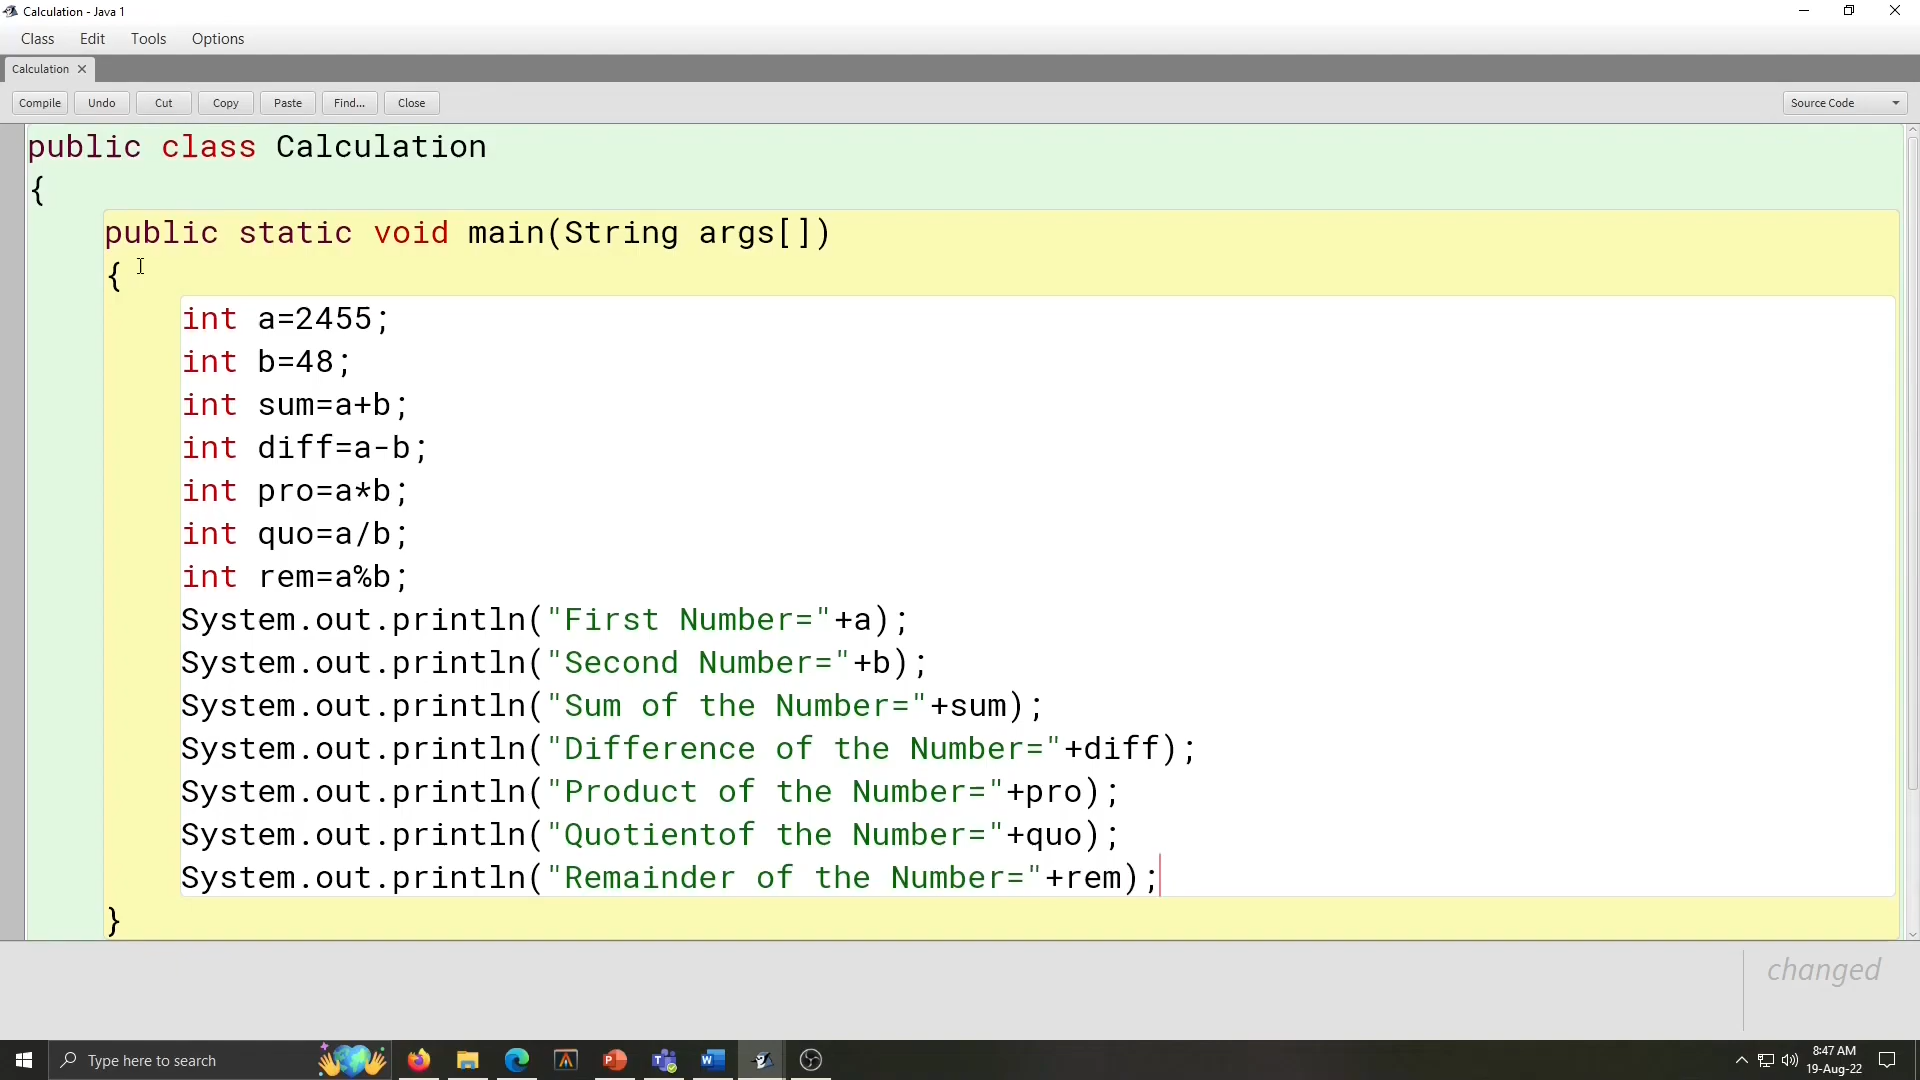 Calculation - Java 1
Class Edit Tools Options
Calculation
Compile Undo Cut Copy Paste Find... Close Source Code
public class Calculation
{
public static void main(String args[])
{
int a=2455;
int b=48;
int sum=a+b;
int diff=a-b;
int pro=a*b;
int quo=a/b;
int rem=a%b;
System.out.println("First Number="+a);
System.out.println("Second Number="+b);
System.out.println("Sum of the Number="+sum);
System.out.println("Difference of the Number="+diff);
System.out.println("Product of the Number="+pro);
System.out.println("Quotientof the Number="+quo);
System.out.println("Remainder of the Number="+rem);
}
changed
Type here to search
8:47 AM
19-Aug-22